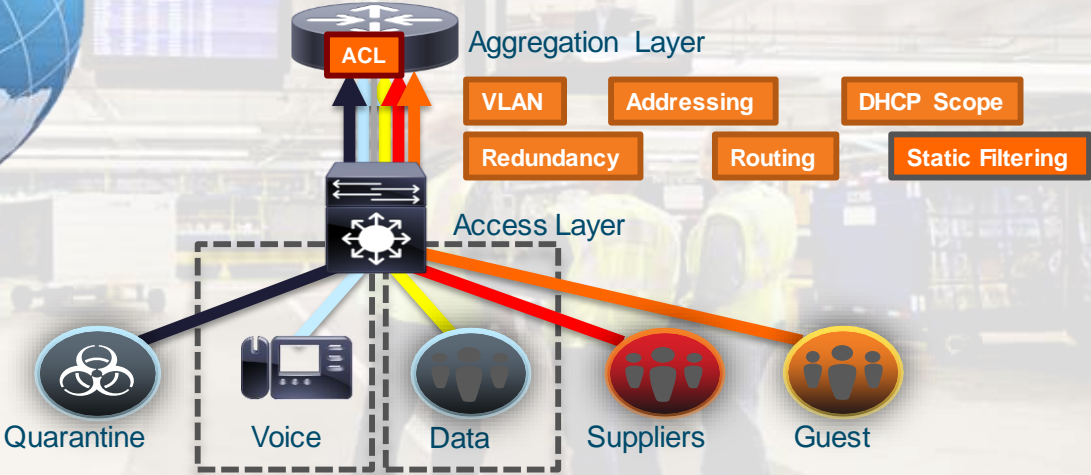 ACL
Aggregation Layer
VLAN Addressing DHCP Scope
Redundancy Routing Static Filtering
Access Layer
Quarantine Voice Data Suppliers Guest